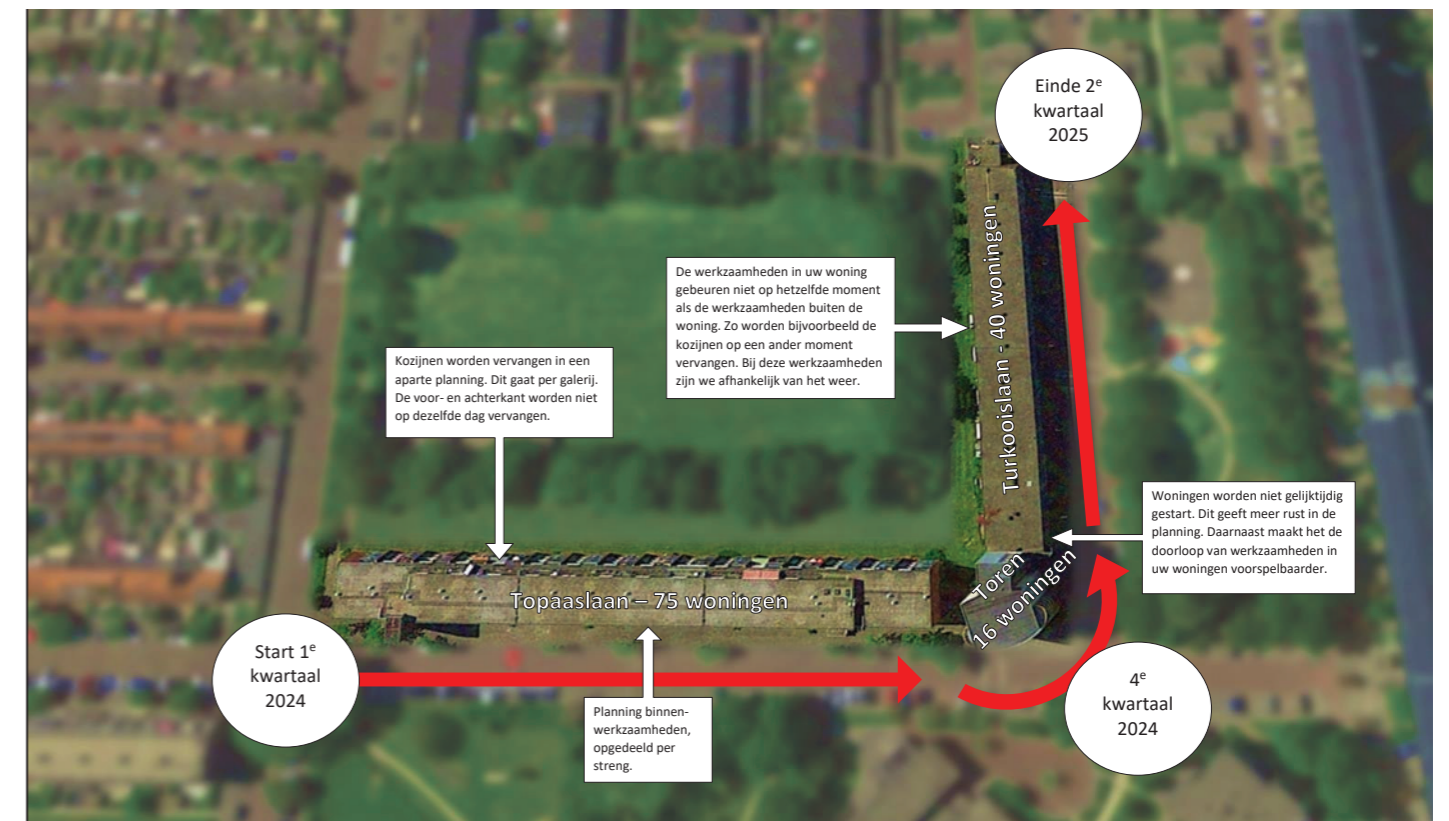 Einde 2e
kwartaal
2025
De werkzaamheden in uw woning
gebeuren niet op hetzelfde moment
als de werkzaamheden buiten de
woning. Zo worden bijvoorbeeld de
kozijnen op een ander moment
vervangen. Bij deze werkzaamheden
zijn we afhankelijk van het weer.
Turkooislaan - 40 woningen
Kozijnen worden vervangen in een
aparte planning. Dit gaat per galerij.
De voor- en achterkant worden niet
op dezelfde dag vervangen.
Woningen worden niet gelijktijdig
gestart. Dit geeft meer rust in de
planning. Daarnaast maakt het de
doorloop van werkzaamheden in
uw woningen voorspelbaarder.
Topaaslaan – 75 woningen
Toren
16 woningen
Start 1e
kwartaal
2024
Planning binnen-
werkzaamheden,
opgedeeld per
streng.
4e
kwartaal
2024